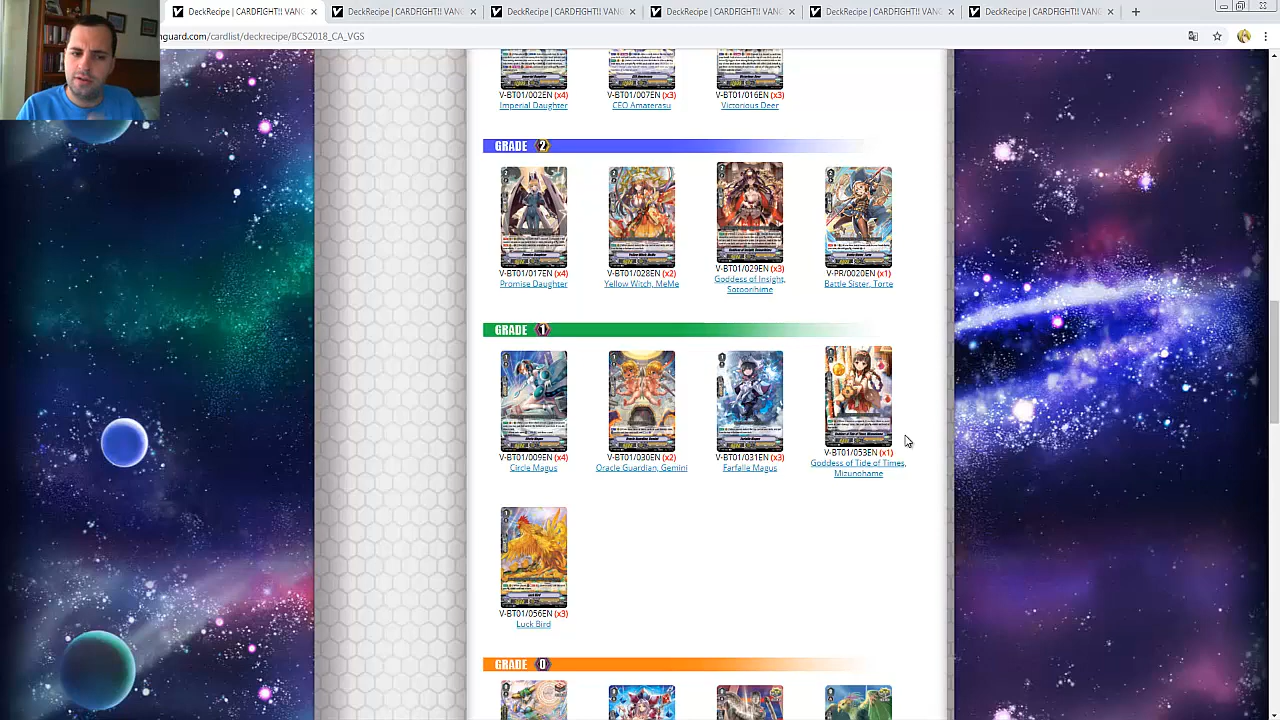 DeckRecipe | CARDFIGHT!! VANG
DeckRecipe | CARDFIGHT!! VANG
DeckRecipe | CARDFIGHT!! VANG
DeckRecipe | CARDFIGHT!! VANG
DeckRecipe | CARDFIGHT!! VANG
DeckRecipe | CARDFIGHT!! VANG
nguard.com/cardlist/deckrecipe/BCS2018_CA_VGS
V-BT01/002EN (x4)
Imperial Daughter
V-BT01/007EN (x3)
CEO Amaterasu
V-BT01/016EN (x3)
Victorious Deer
GRADE 2
V-BT01/017EN (x4)
Promise Daughter
V-BT01/028EN (x2)
Yellow Witch, MeMe
V-BT01/029EN (x3)
Goddess of Insight,
Sotoorihime
V-PR/0020EN (x1)
Battle Sister, Torte
GRADE 1
V-BT01/009EN (x4)
Circle Magus
V-BT01/030EN (x2)
Oracle Guardian, Gemini
V-BT01/031EN (x3)
Farfalle Magus
V-BT01/053EN (x1)
Goddess of Tide of Times,
Mizunohame
V-BT01/056EN (x3)
Luck Bird
GRADE 0